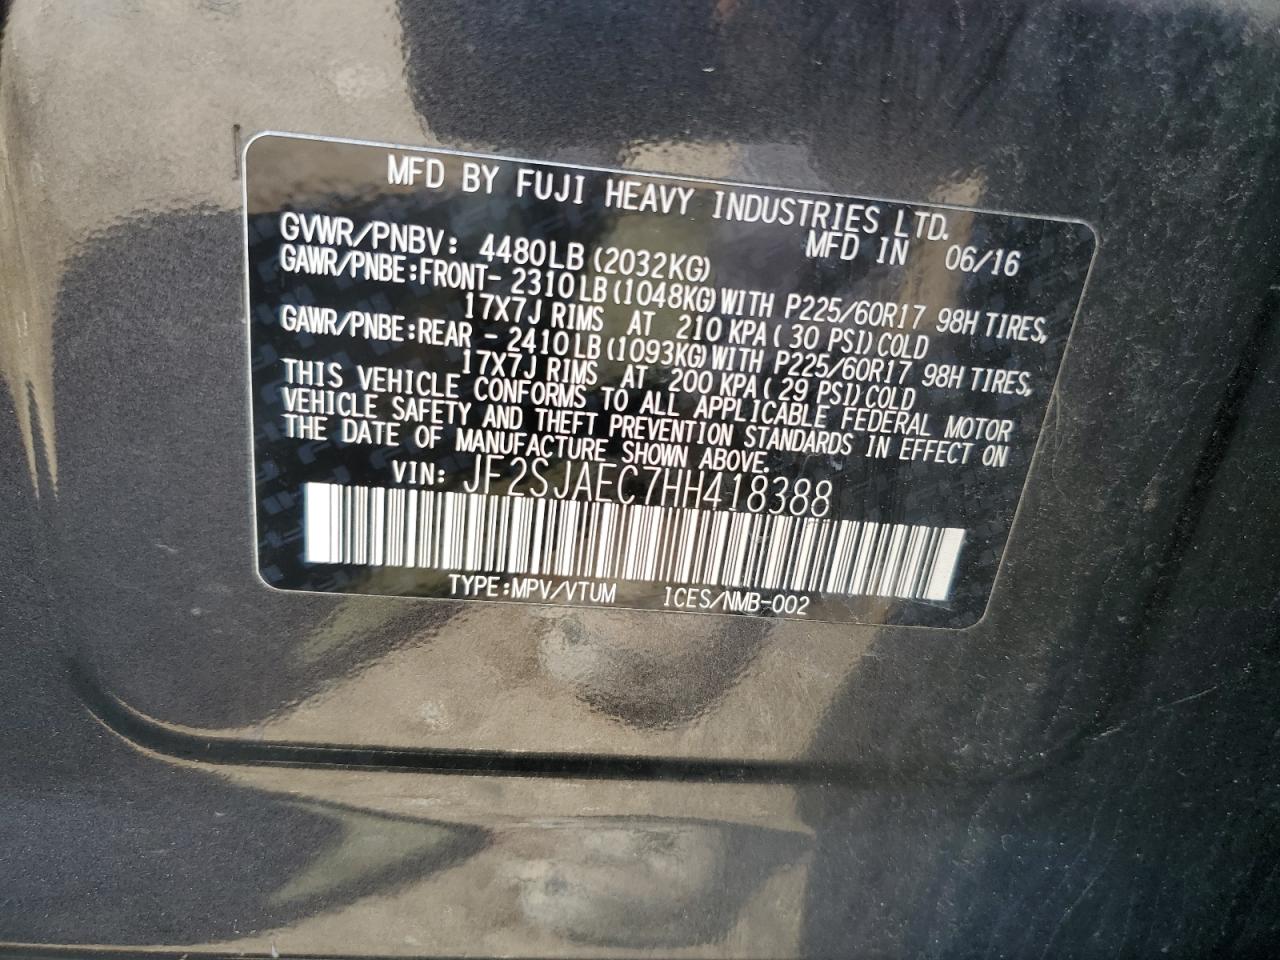 MFD BY FUJI HEAVY INDUSTRIES LTD.
MFD IN 06/16
GVWR/PNBV: 4480LB (2032KG)
GAWR/PNBE:FRONT- 2310LB (1048KG) WITH P225/60R17 98H TIRES,
17X7J RIMS AT 210 KPA (30 PSI) COLD
GAWR/PNBE:REAR - 2410LB (1093KG) WITH P225/60R17 98H TIRES,
17X7J RIMS AT 200 KPA (29 PSI) COLD
THIS VEHICLE CONFORMS TO ALL APPLICABLE FEDERAL MOTOR
VEHICLE SAFETY AND THEFT PREVENTION STANDARDS IN EFFECT ON
THE DATE OF MANUFACTURE SHOWN ABOVE.
VIN: JF2SJAEC7HH418388
TYPE:MPV/VTUM ICES/NMB-002